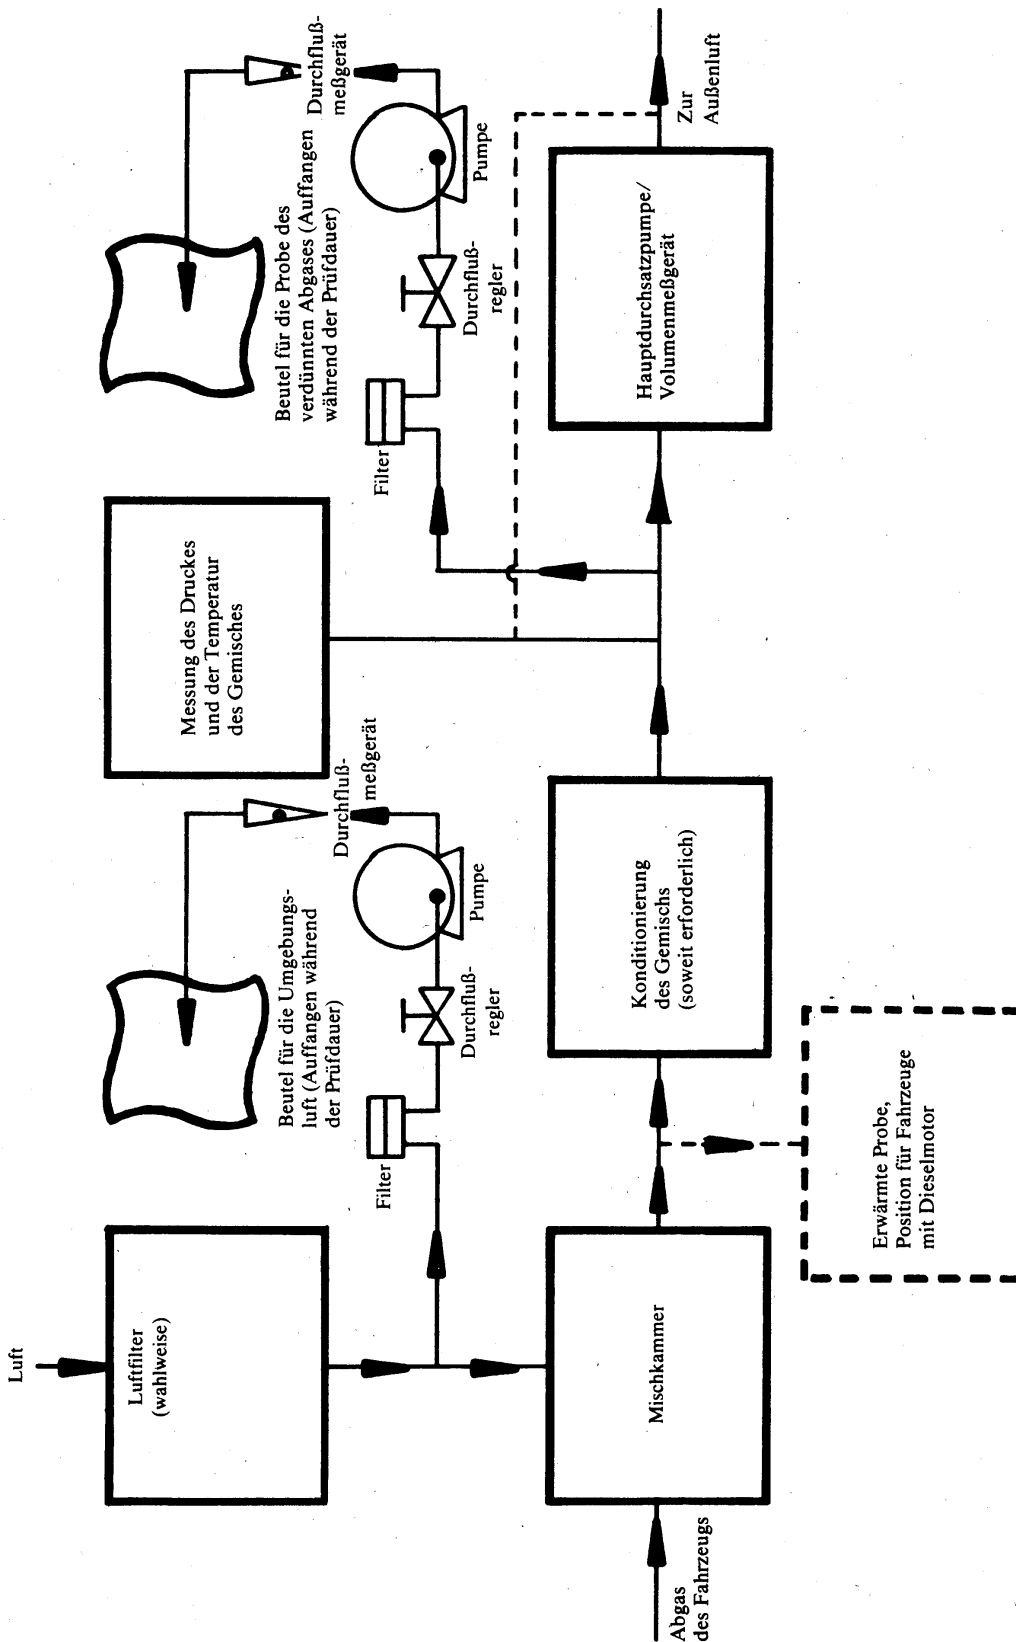 Luft
Luftfilter
(wahlweise)
Beutel für die Umgebungs-
luft (Auffangen während
der Prüfdauer)
Filter
Durchfluß-
regler
Pumpe
Durchfluß-
meßgerät
Messung des Druckes
und der Temperatur
des Gemisches
Beutel für die Probe des
verdünnten Abgases (Auffangen
während der Prüfdauer)
Filter
Durchfluß-
regler
Pumpe
Durchfluß-
meßgerät
Abgas
des Fahrzeugs
Mischkammer
Konditionierung
des Gemischs
(soweit erforderlich)
Hauptdurchsatzpumpe/
Volumenmeßgerät
Zur
Außenluft
Erwärmte Probe,
Position für Fahrzeuge
mit Dieselmotor